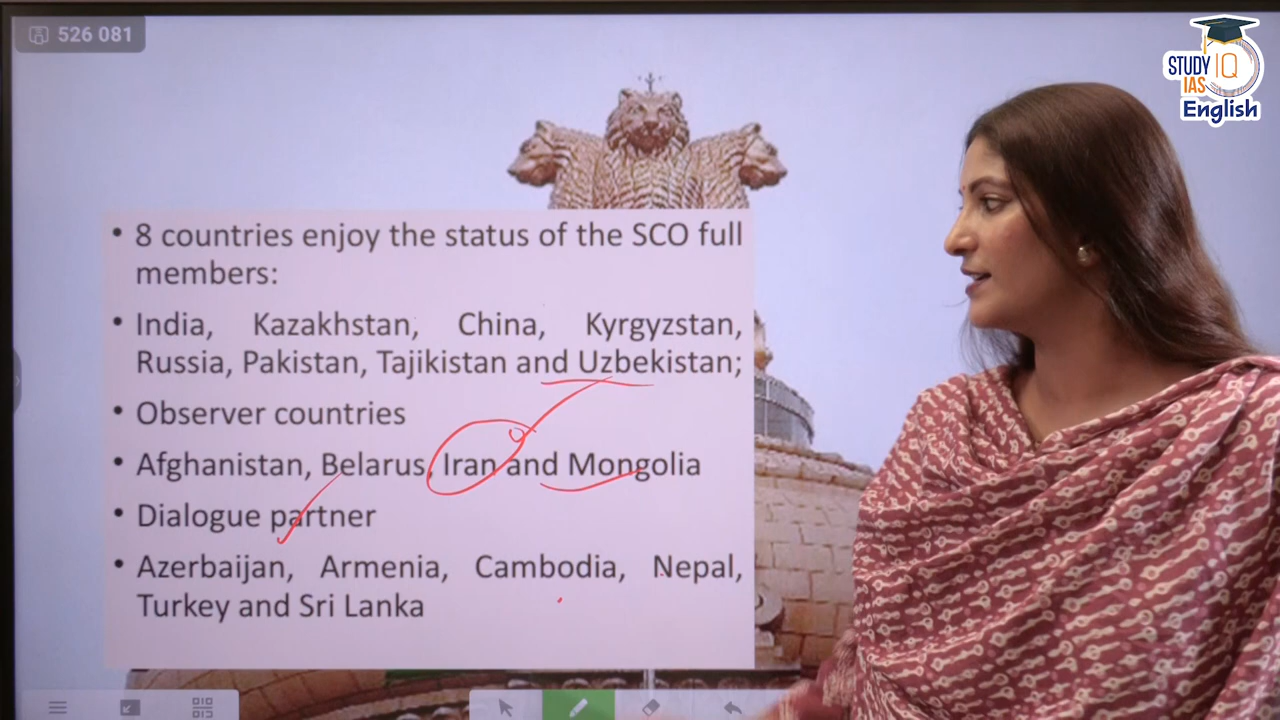 526 081
STUDY IQ
IAS
English
• 8 countries enjoy the status of the SCO full
members:
• India, Kazakhstan, China, Kyrgyzstan,
Russia, Pakistan, Tajikistan and Uzbekistan;
• Observer countries
• Afghanistan, Belarus, Iran and Mongolia
• Dialogue partner
• Azerbaijan, Armenia, Cambodia, Nepal,
Turkey and Sri Lanka